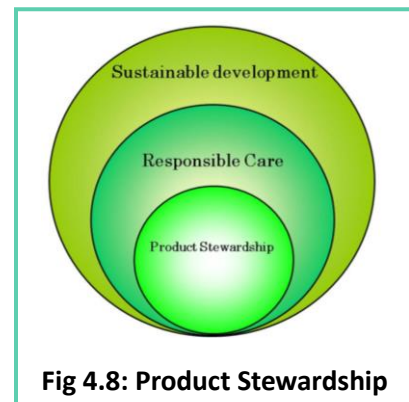 Sustainable development
Responsible Care
Product Stewardship
Fig 4.8: Product Stewardship